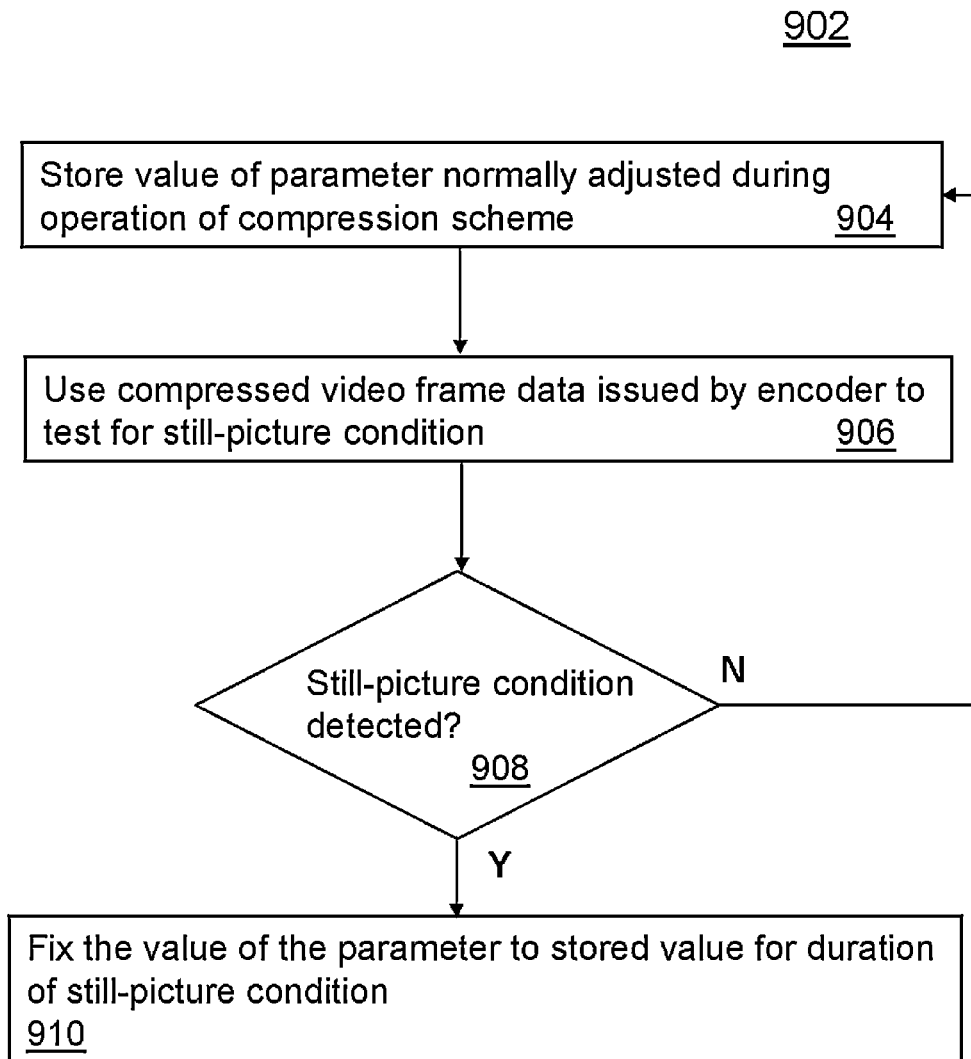 902
Store value of parameter normally adjusted during
operation of compression scheme 904
Use compressed video frame data issued by encoder to
test for still-picture condition 906
Still-picture condition
detected?
908
N
Y
Fix the value of the parameter to stored value for duration
of still-picture condition
910